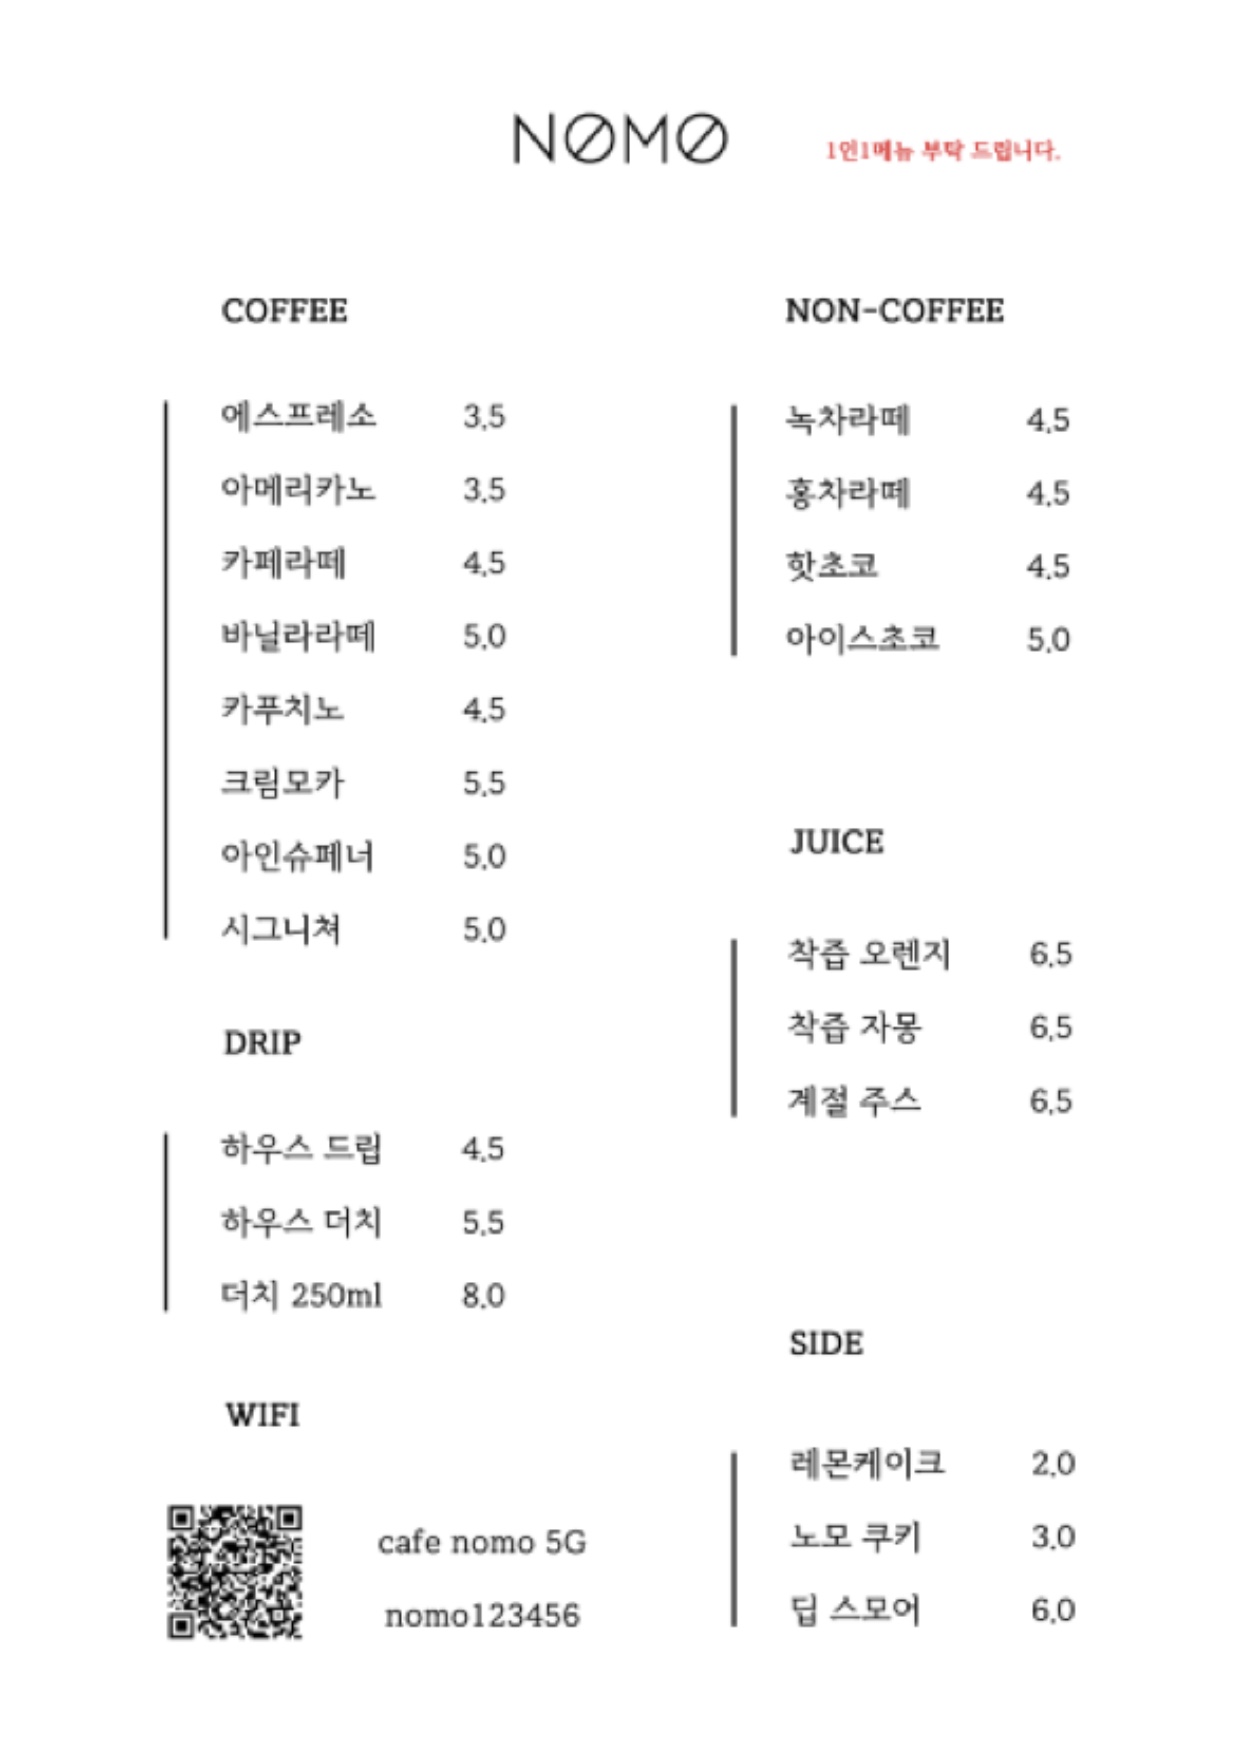 NØMØ
1인1메뉴 부탁 드립니다.
COFFEE
에스프레소 3.5
아메리카노 3.5
카페라떼 4.5
바닐라라떼 5.0
카푸치노 4.5
크림모카 5.5
아인슈페너 5.0
시그니쳐 5.0
DRIP
하우스 드립 4.5
하우스 더치 5.5
더치 250ml 8.0
WIFI
cafe nomo 5G
nomo123456
NON-COFFEE
녹차라떼 4.5
홍차라떼 4.5
핫초코 4.5
아이스초코 5.0
JUICE
착즙 오렌지 6.5
착즙 자몽 6.5
계절 주스 6.5
SIDE
레몬케이크 2.0
노모 쿠키 3.0
딥 스모어 6.0